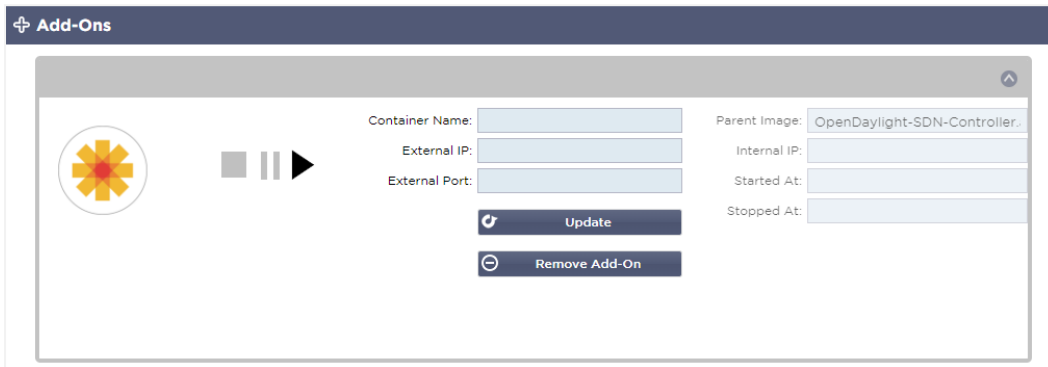 Add-Ons
Container Name:
External IP:
External Port:
Update
Remove Add-On
Parent Image: OpenDaylight-SDN-Controller.
Internal IP:
Started At:
Stopped At: